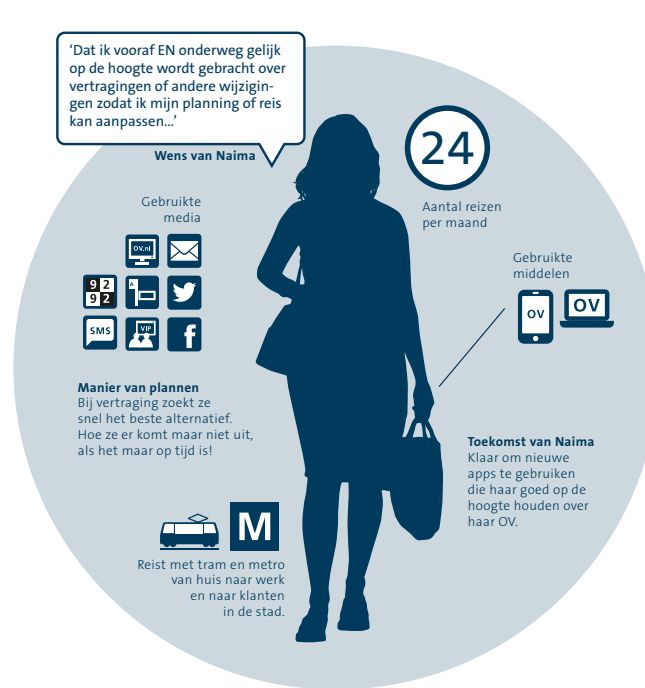 ‘Dat ik vooraf EN onderweg gelijk
op de hoogte wordt gebracht over
vertragingen of andere wijzigin-
gen zodat ik mijn planning of reis
kan aanpassen...’
Wens van Naima
24
Aantal reizen
per maand
Gebruikte
media
OV.nl
9 2
9 2
A
SMS
VIP
f
Gebruikte
middelen
OV
OV
Manier van plannen
Bij vertraging zoekt ze
snel het beste alternatief.
Hoe ze er komt maar niet uit,
als het maar op tijd is!
Toekomst van Naima
Klaar om nieuwe
apps te gebruiken
die haar goed op de
hoogte houden over
haar OV.
M
Reist met tram en metro
van huis naar werk
en naar klanten
in de stad.